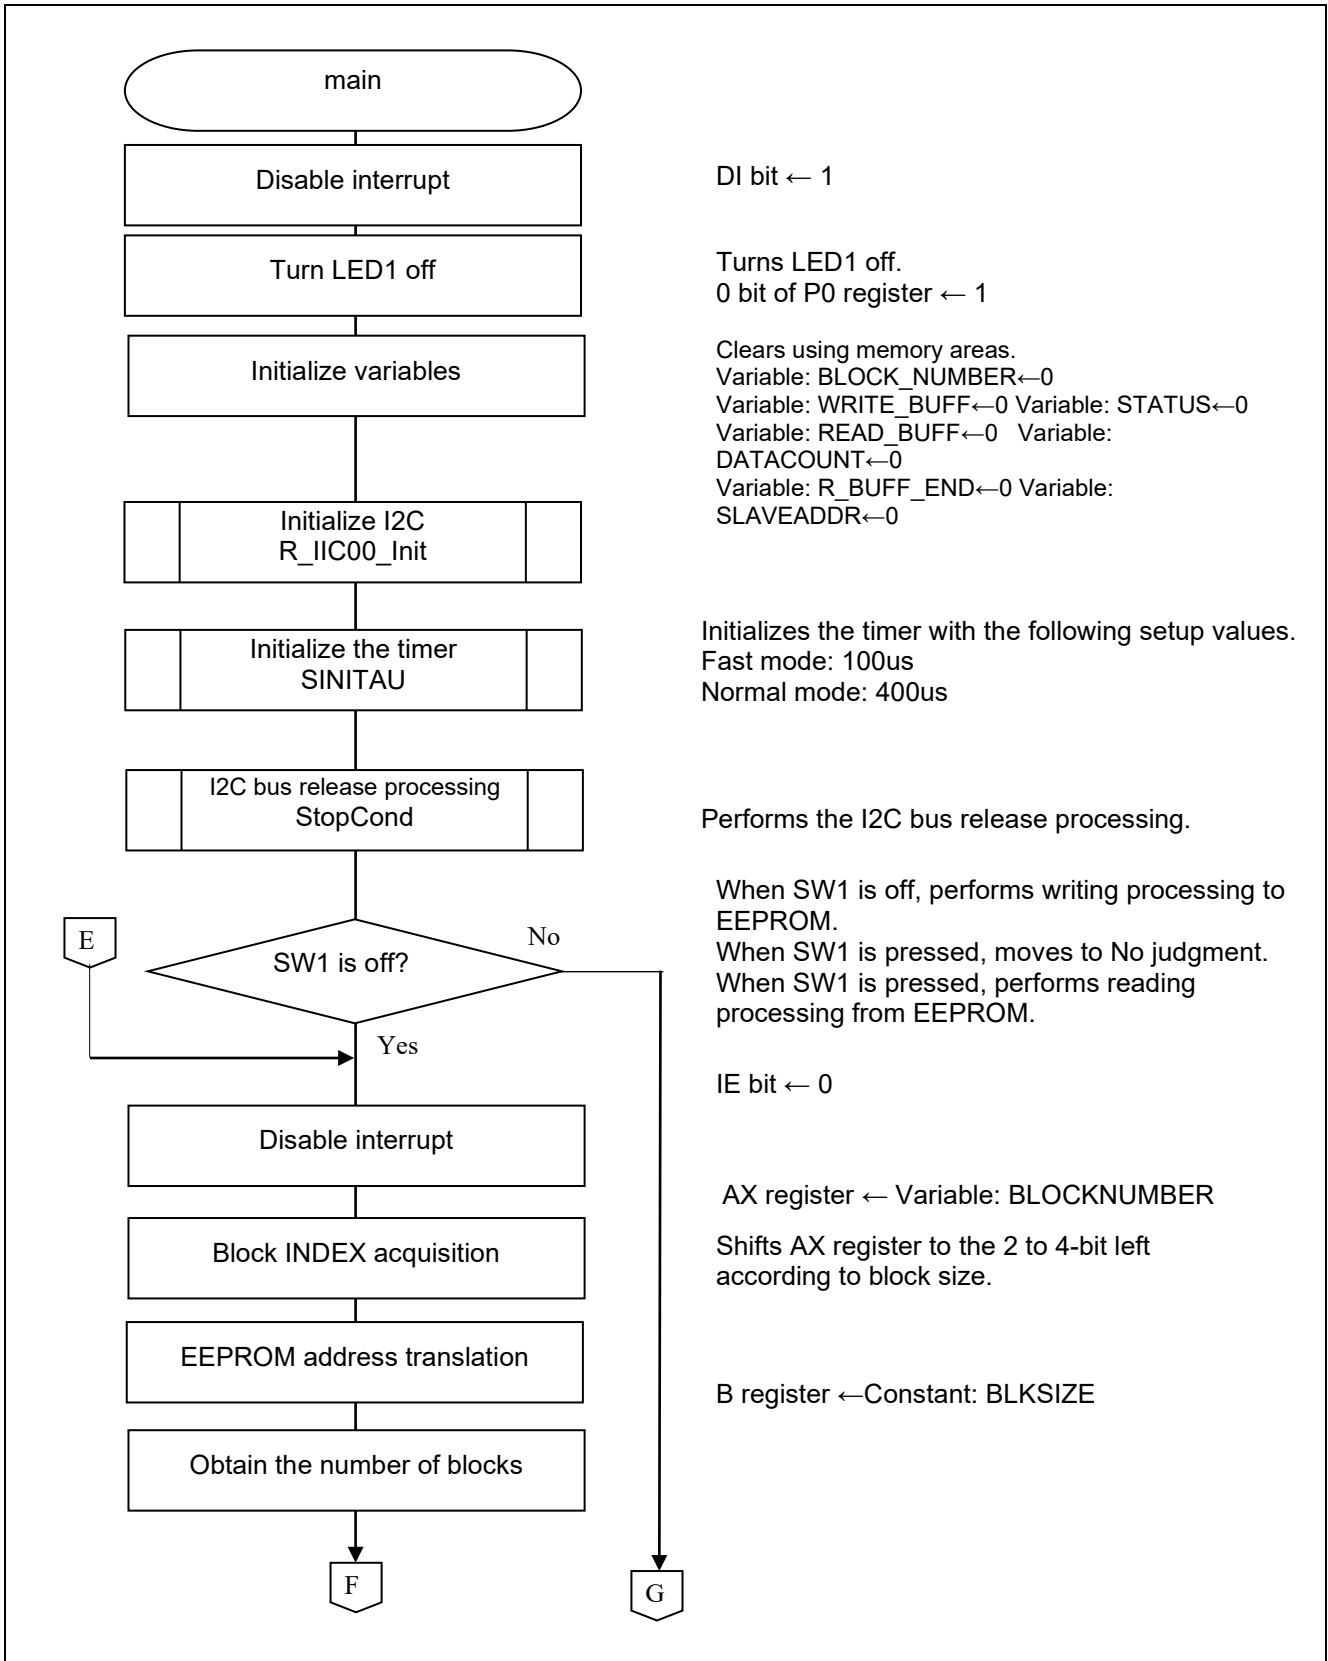 main
Disable interrupt
DI bit ← 1
Turn LED1 off
Turns LED1 off.
0 bit of P0 register ← 1
Initialize variables
Clears using memory areas.
Variable: BLOCK_NUMBER←0
Variable: WRITE_BUFF←0 Variable: STATUS←0
Variable: READ_BUFF←0 Variable:
DATACOUNT←0
Variable: R_BUFF_END←0 Variable:
SLAVEADDR←0
Initialize I2C
R_IIC00_Init
Initialize the timer
SINITAU
Initializes the timer with the following setup values.
Fast mode: 100us
Normal mode: 400us
I2C bus release processing
StopCond
Performs the I2C bus release processing.
E
SW1 is off?
No
Yes
When SW1 is off, performs writing processing to
EEPROM.
When SW1 is pressed, moves to No judgment.
When SW1 is pressed, performs reading
processing from EEPROM.
IE bit ← 0
Disable interrupt
AX register ← Variable: BLOCKNUMBER
Block INDEX acquisition
Shifts AX register to the 2 to 4-bit left
according to block size.
EEPROM address translation
B register ←Constant: BLKSIZE
Obtain the number of blocks
F
G